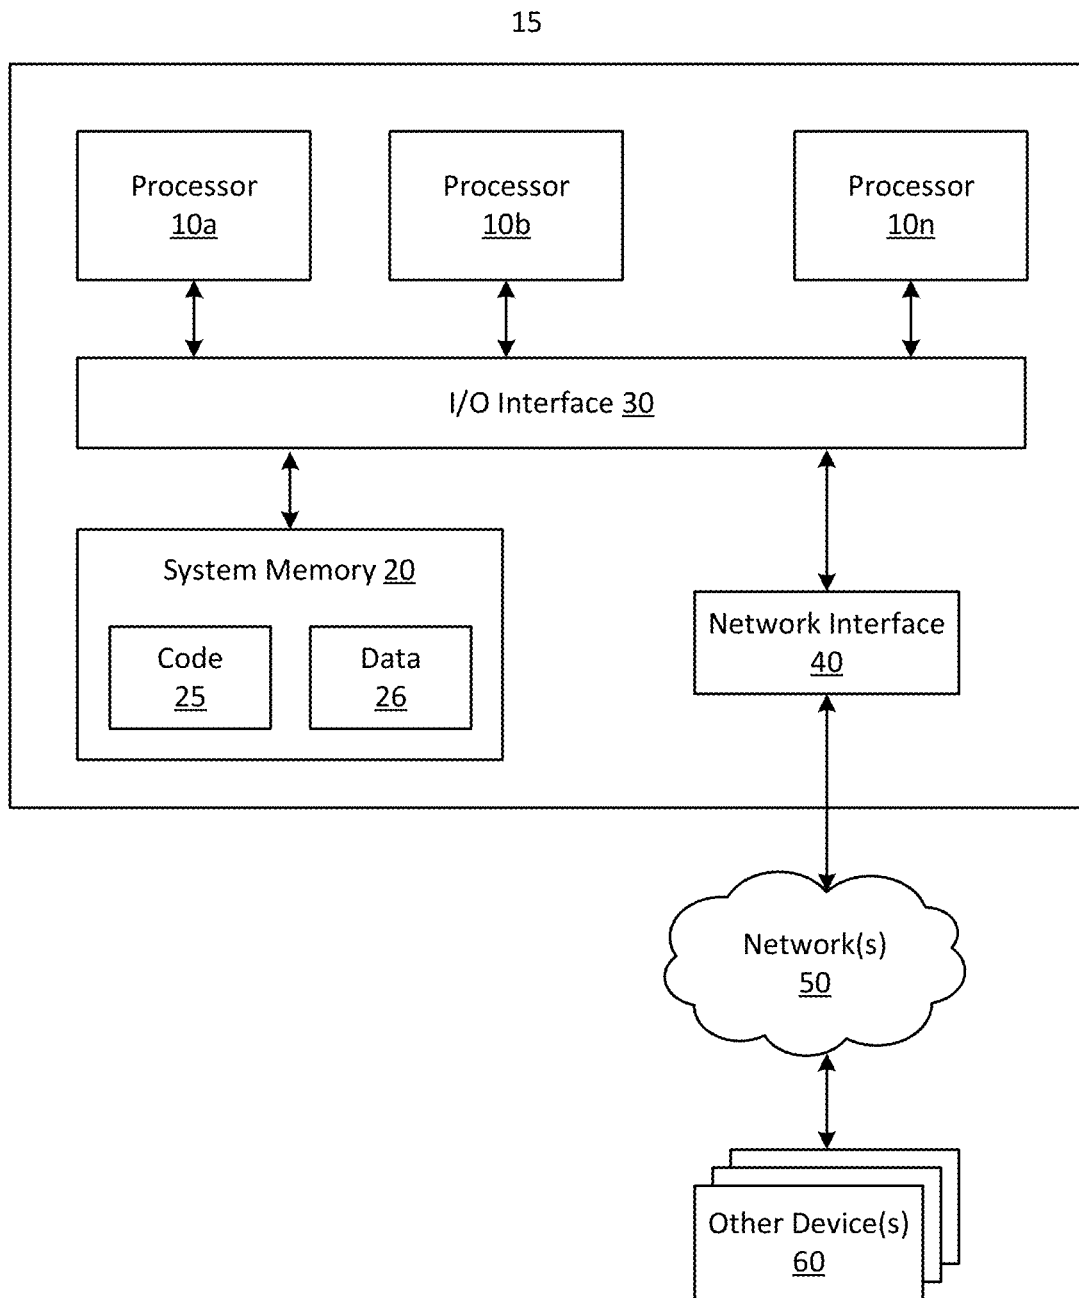 15
Processor
10a
Processor
10b
Processor
10n
I/O Interface 30
System Memory 20
Code
25
Data
26
Network Interface
40
Network(s)
50
Other Device(s)
60